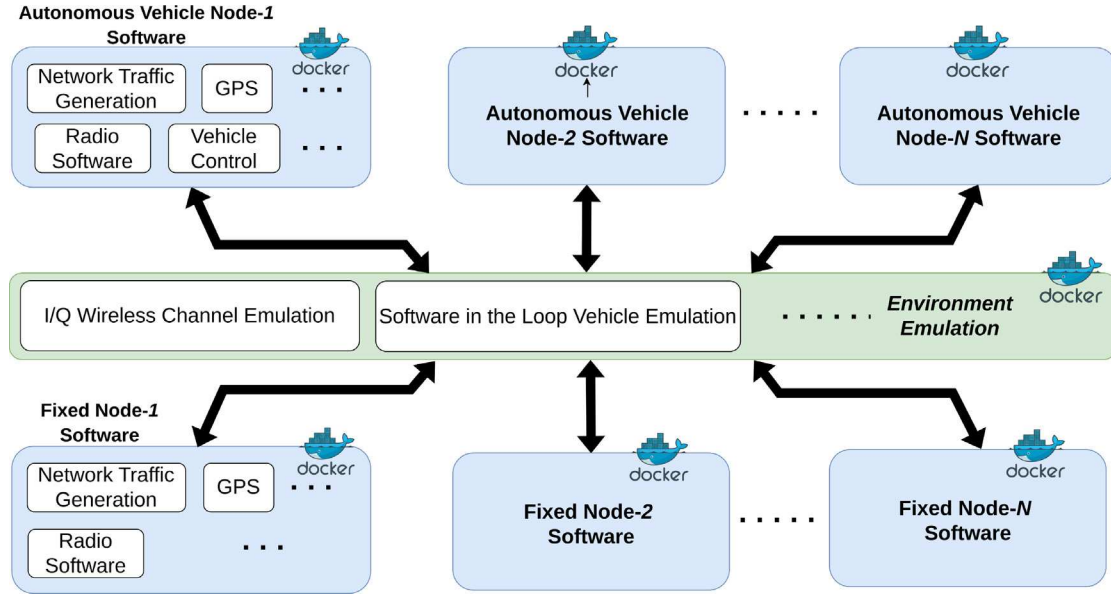 Autonomous Vehicle Node-1
Software
docker
Network Traffic
Generation
GPS
. . .
Radio
Software
Vehicle
Control
. . .
docker
Autonomous Vehicle
Node-2 Software
. . . . .
docker
Autonomous Vehicle
Node-N Software
I/Q Wireless Channel Emulation
Software in the Loop Vehicle Emulation
. . . . . .
Environment
Emulation
docker
Fixed Node-1
Software
docker
Network Traffic
Generation
GPS
. . .
Radio
Software
. . .
docker
Fixed Node-2
Software
. . . . .
docker
Fixed Node-N
Software